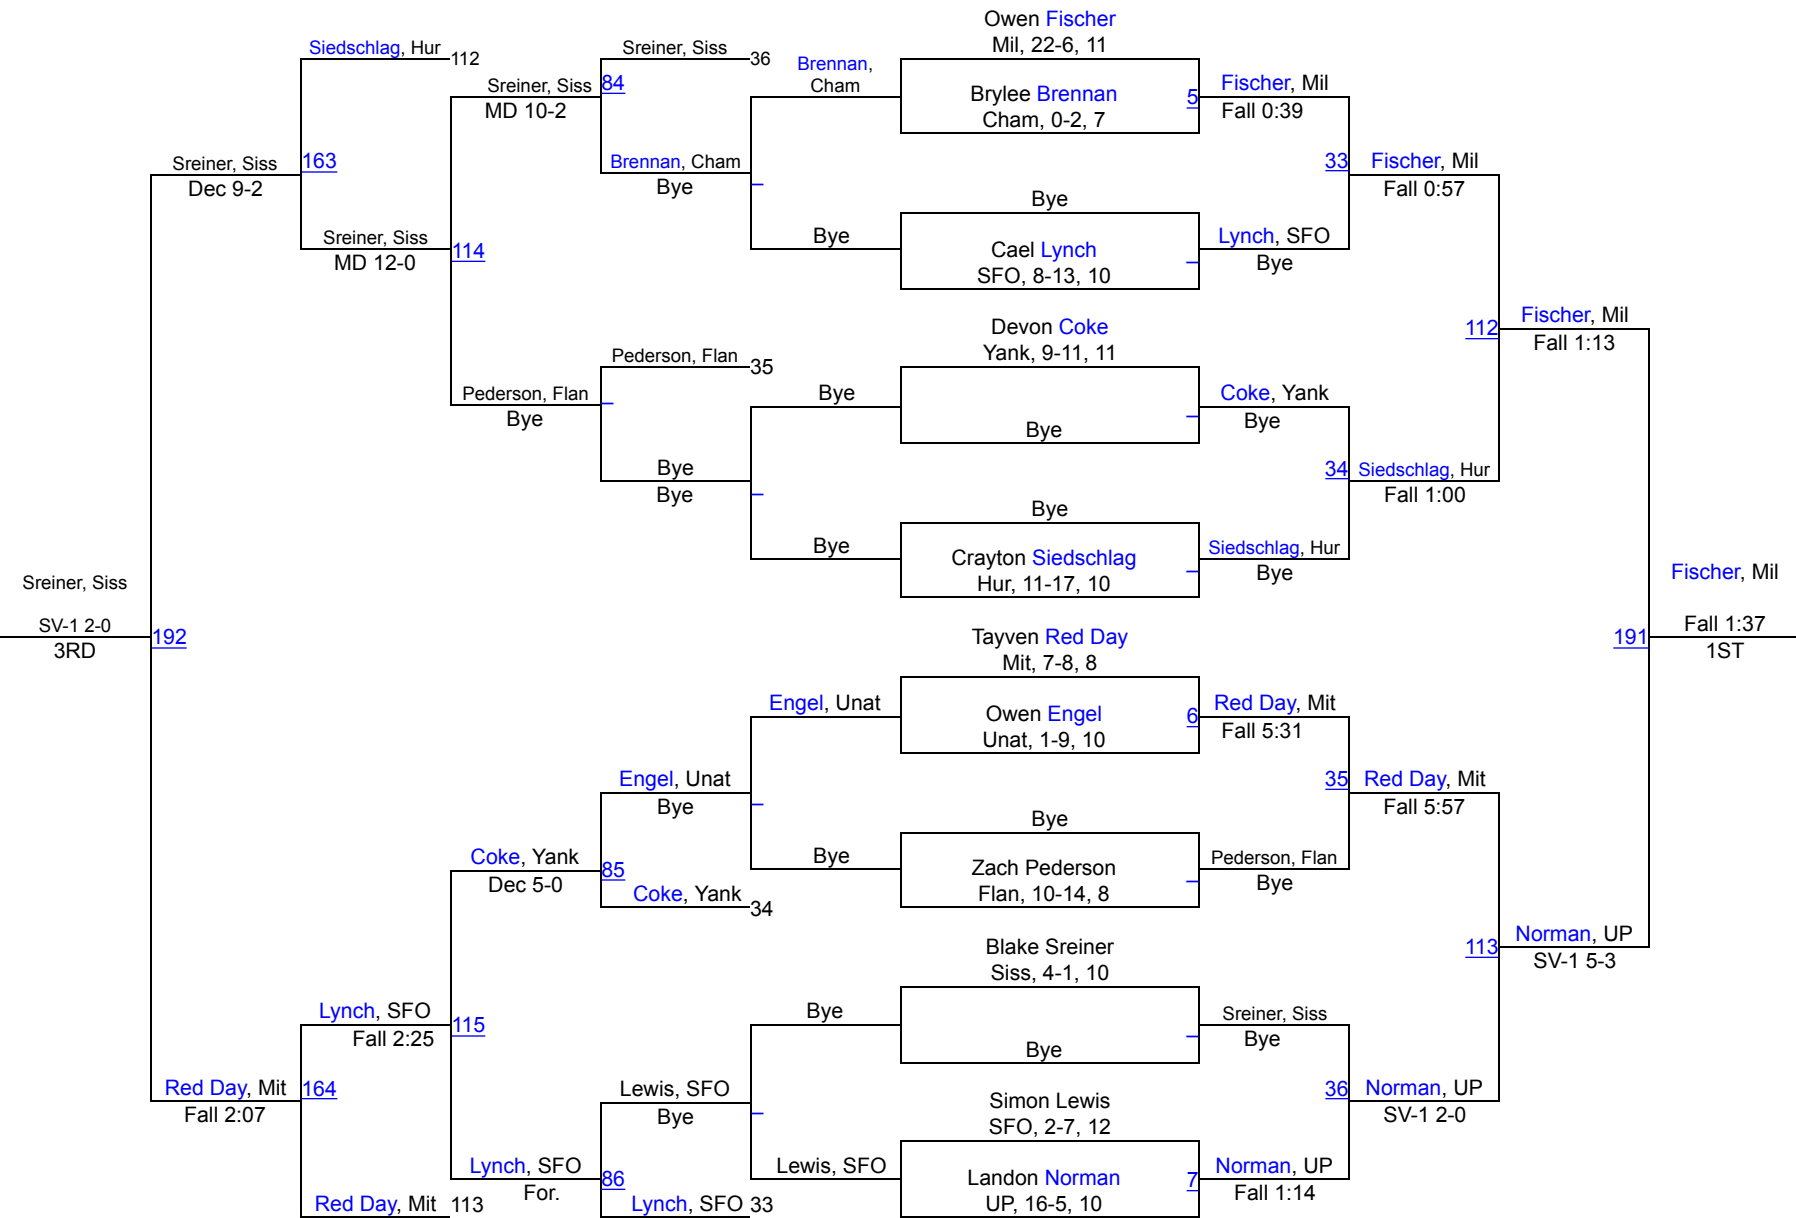 Owen Fischer
Mil, 22-6, 11
Siedschlag, Hur 112
Sreiner, Siss 36
Brennan,
Cham
Sreiner, Siss 84
MD 10-2
Brylee Brennan 5
Cham, 0-2, 7
Fischer, Mil
Fall 0:39
Sreiner, Siss 163
Dec 9-2
Brennan, Cham
Bye
33 Fischer, Mil
Fall 0:57
Bye
Sreiner, Siss
MD 12-0
114
Bye
Cael Lynch
SFO, 8-13, 10
Lynch, SFO
Bye
Devon Coke
Yank, 9-11, 11
112 Fischer, Mil
Fall 1:13
Pederson, Flan 35
Pederson, Flan
Bye
Bye
Bye
Coke, Yank
Bye
Bye
Bye
34 Siedschlag, Hur
Fall 1:00
Bye
Bye
Crayton Siedschlag
Hur, 11-17, 10
Siedschlag, Hur
Bye
Sreiner, Siss
SV-1 2-0
3RD
192
Fischer, Mil
191 Fall 1:37
1ST
Tayven Red Day
Mit, 7-8, 8
Engel, Unat
Owen Engel 6
Unat, 1-9, 10
Red Day, Mit
Fall 5:31
Engel, Unat
Bye
35 Red Day, Mit
Fall 5:57
Bye
Coke, Yank
Dec 5-0
85
Coke, Yank 34
Bye
Zach Pederson
Flan, 10-14, 8
Pederson, Flan
Bye
Blake Sreiner
Siss, 4-1, 10
113 Norman, UP
SV-1 5-3
Lynch, SFO
Fall 2:25
115
Bye
Bye
Sreiner, Siss
Bye
Red Day, Mit 164
Fall 2:07
Lewis, SFO
Bye
36 Norman, UP
SV-1 2-0
Simon Lewis
SFO, 2-7, 12
Lynch, SFO
For.
86
Lewis, SFO
Landon Norman 7
UP, 16-5, 10
Norman, UP
Fall 1:14
Red Day, Mit 113
Lynch, SFO 33